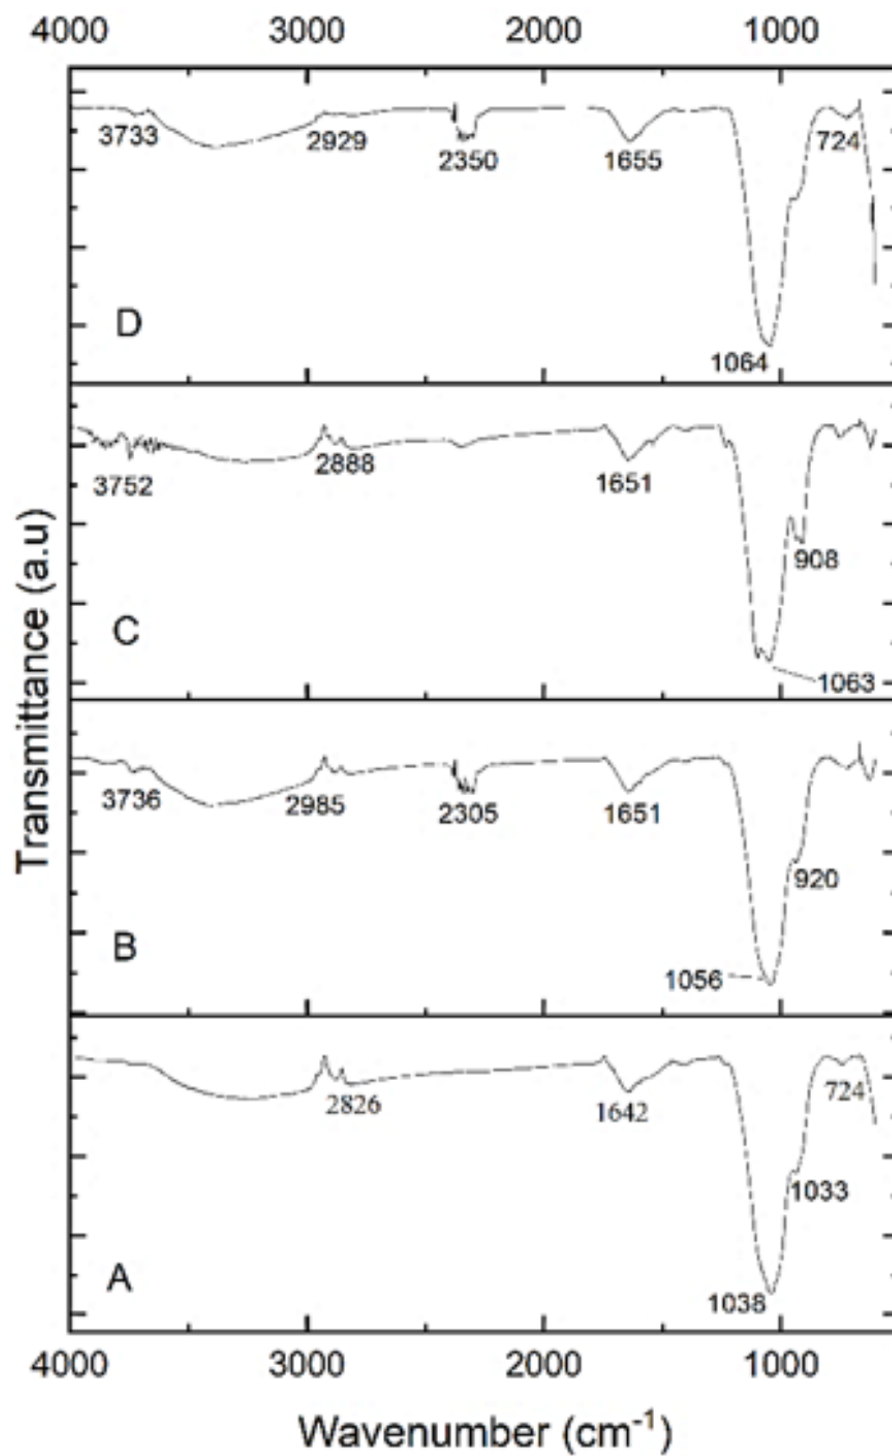 4000 3000 2000 1000
3733 2929 2350 1655 724
D
1064
3752 2888 1651
908
C
1063
Transmittance (a.u)
3736 2985 2305 1651
920
B
1056
2826 1642 724
1033
A
1038
4000 3000 2000 1000
Wavenumber (cm⁻¹)